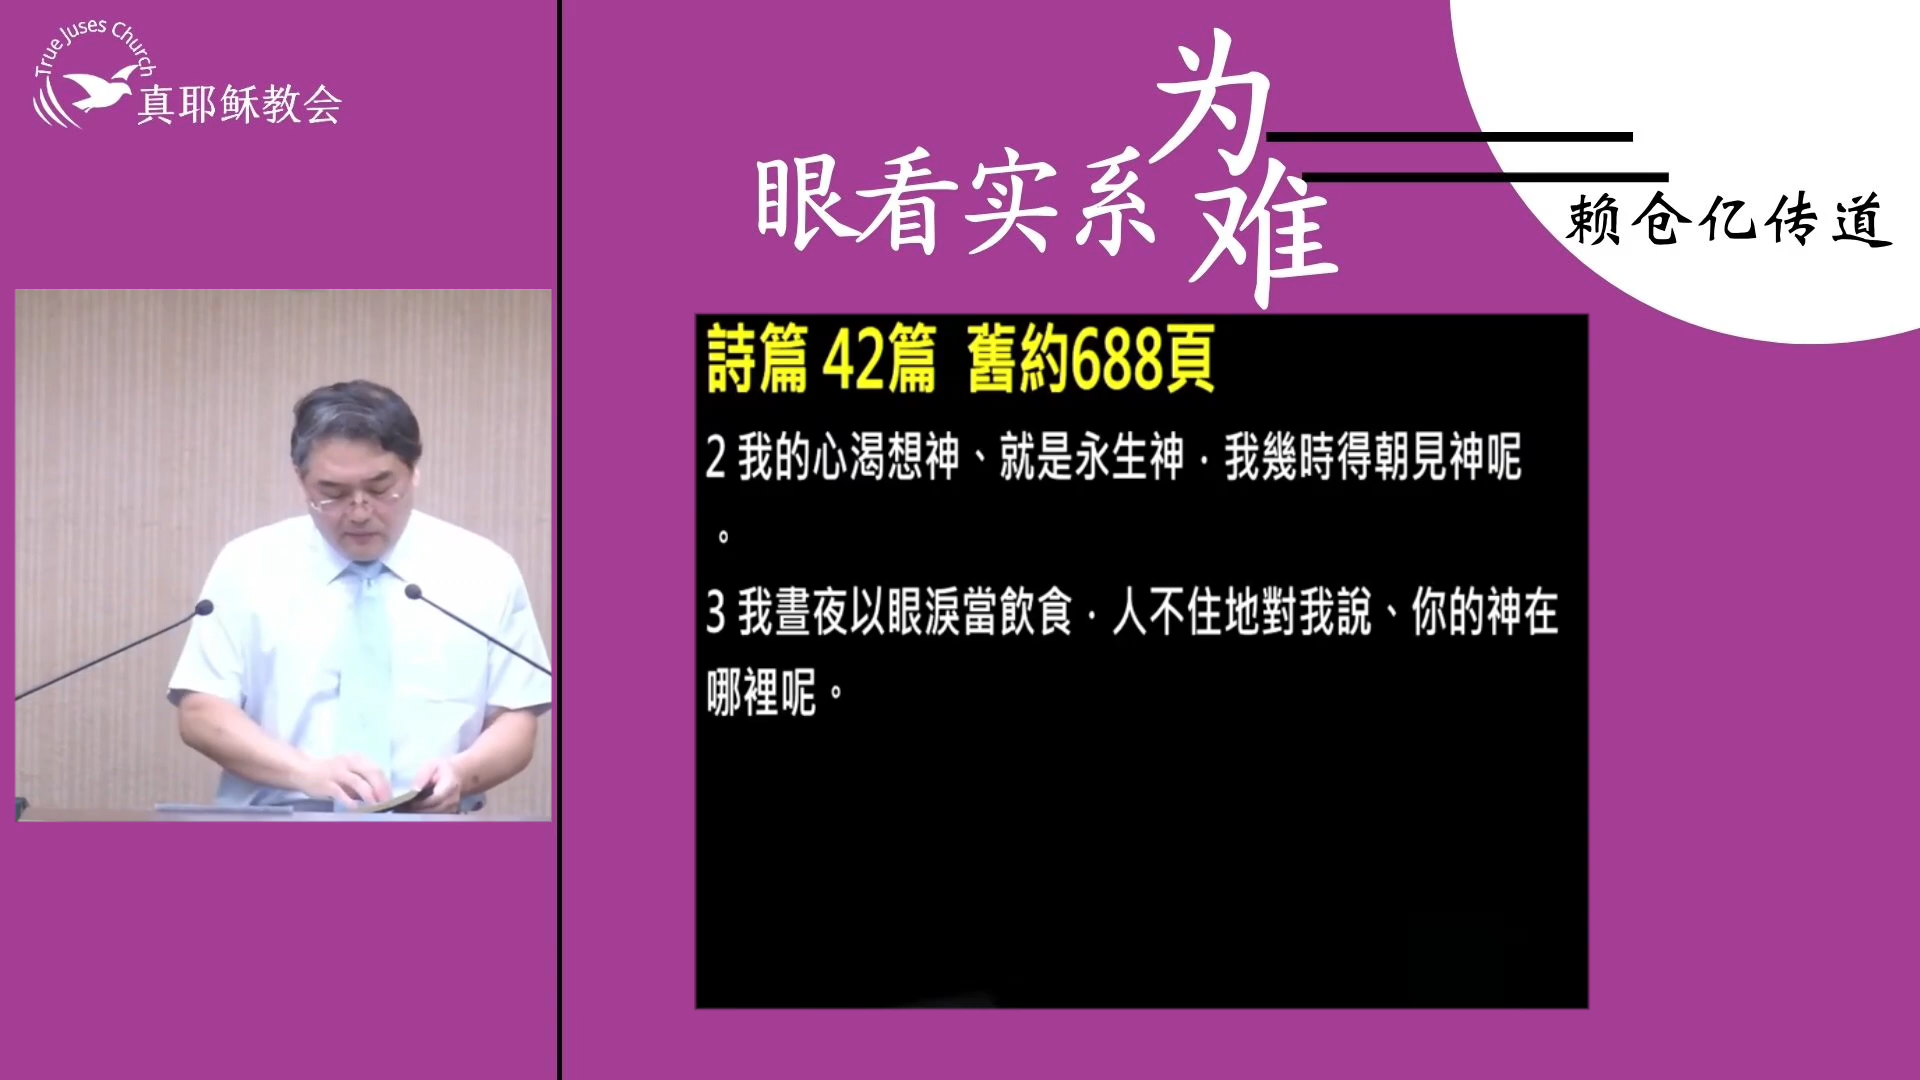 True Juses Church
真耶稣教会
眼看实系为难
赖仓亿传道
詩篇 42篇 舊約688頁
2 我的心渴想神、就是永生神．我幾時得朝見神呢
。
3 我晝夜以眼淚當飲食．人不住地對我說、你的神在
哪裡呢。